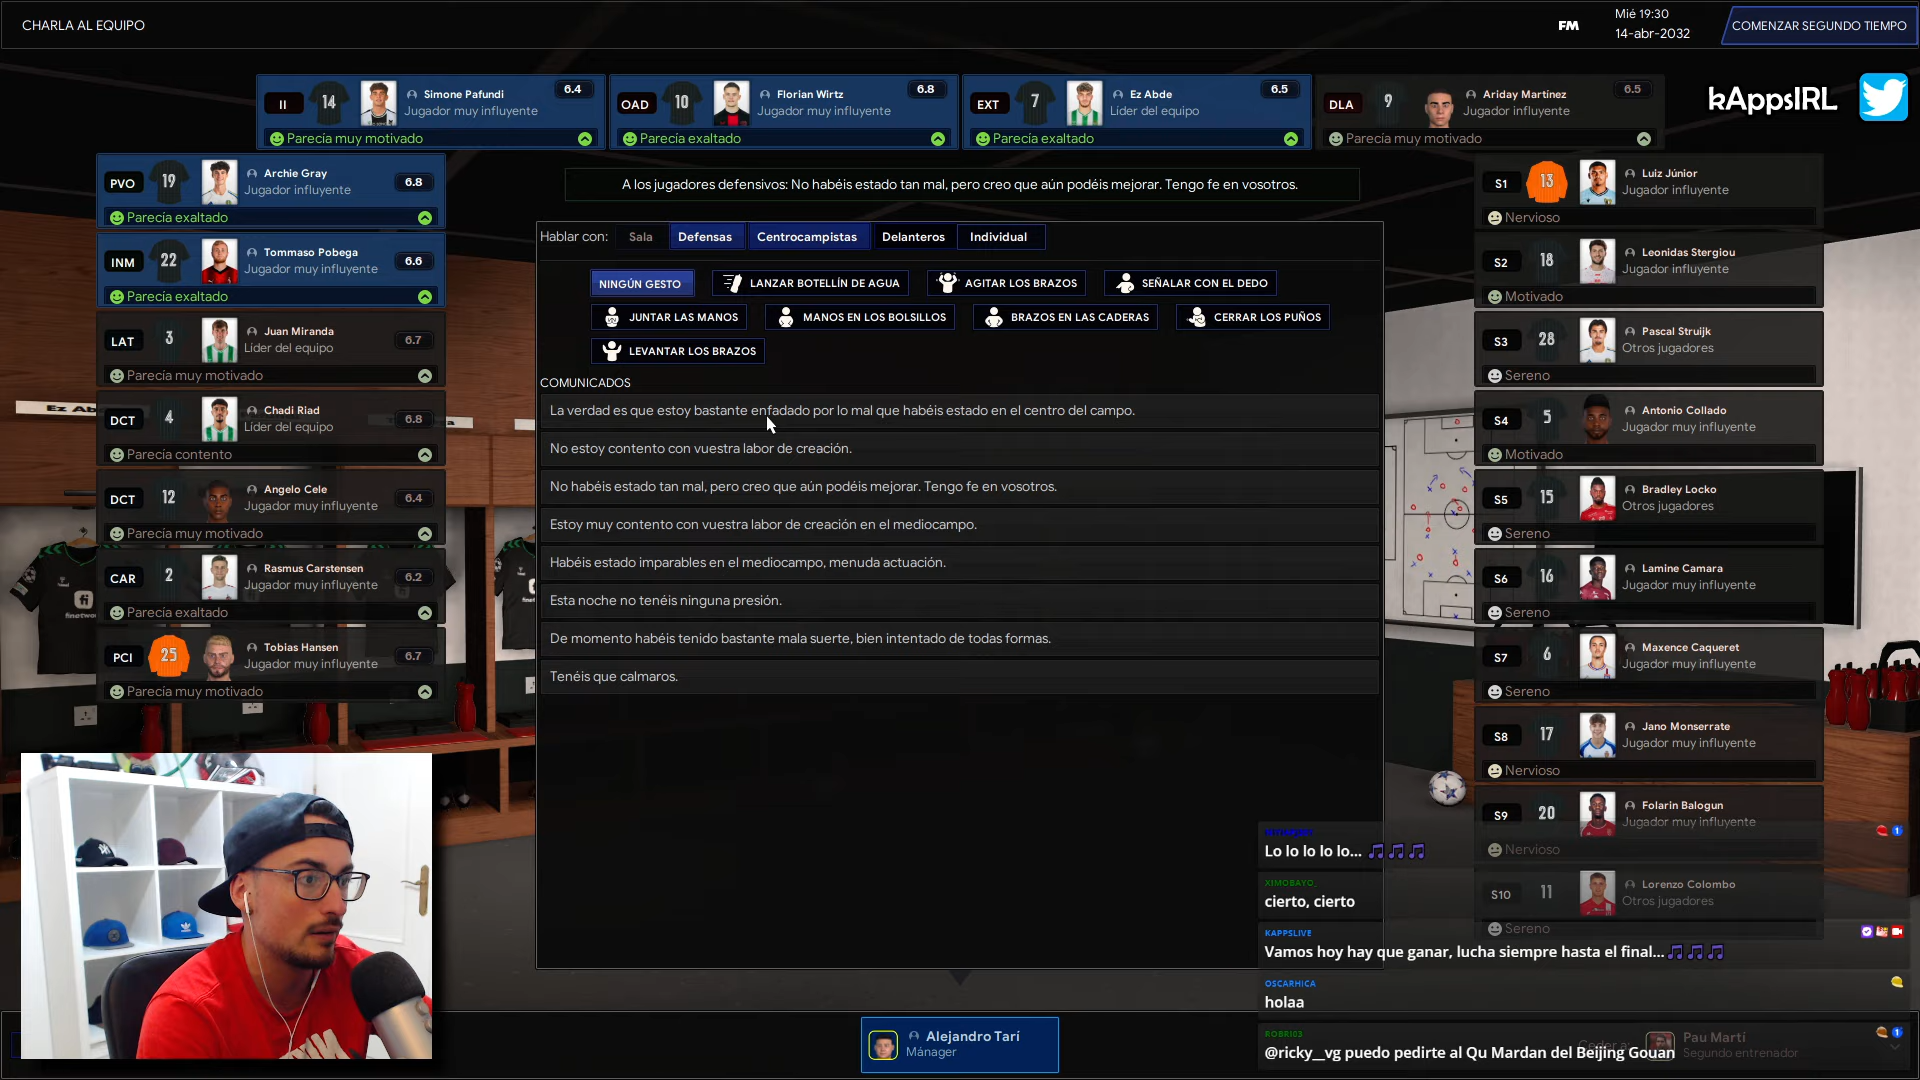 CHARLA AL EQUIPO
FM
Mié 19:30
14-abr-2032
COMENZAR SEGUNDO TIEMPO
kAppsIRL
II
14
Simone Pafundi
Jugador muy influyente
6.4
Parecía muy motivado
OAD
10
Florian Wirtz
Jugador muy influyente
6.8
Parecía exaltado
EXT
7
Ez Abde
Líder del equipo
6.5
Parecía exaltado
DLA
9
Ariday Martínez
Jugador influyente
6.5
Parecía muy motivado
PVO
19
Archie Gray
Jugador influyente
6.8
Parecía exaltado
INM
22
Tommaso Pobega
Jugador muy influyente
6.6
Parecía exaltado
LAT
3
Juan Miranda
Líder del equipo
6.7
Parecía muy motivado
DCT
4
Chadi Riad
Líder del equipo
6.8
Parecía contento
DCT
12
Angelo Cele
Jugador muy influyente
6.4
Parecía muy motivado
CAR
2
Rasmus Carstensen
Jugador muy influyente
6.2
Parecía exaltado
PCI
25
Tobias Hansen
Jugador muy influyente
6.7
Parecía muy motivado
A los jugadores defensivos: No habéis estado tan mal, pero creo que aún podéis mejorar. Tengo fe en vosotros.
Hablar con: Sala Defensas Centrocampistas Delanteros Individual
NINGÚN GESTO LANZAR BOTELLÍN DE AGUA AGITAR LOS BRAZOS SEÑALAR CON EL DEDO
JUNTAR LAS MANOS MANOS EN LOS BOLSILLOS BRAZOS EN LAS CADERAS CERRAR LOS PUÑOS
LEVANTAR LOS BRAZOS
COMUNICADOS
La verdad es que estoy bastante enfadado por lo mal que habéis estado en el centro del campo.
No estoy contento con vuestra labor de creación.
No habéis estado tan mal, pero creo que aún podéis mejorar. Tengo fe en vosotros.
Estoy muy contento con vuestra labor de creación en el mediocampo.
Habéis estado imparables en el mediocampo, menuda actuación.
Esta noche no tenéis ninguna presión.
De momento habéis tenido bastante mala suerte, bien intentado de todas formas.
Tenéis que calmaros.
S1
13
Luiz Júnior
Jugador influyente
Nervioso
S2
18
Leonidas Stergiou
Jugador influyente
Motivado
S3
28
Pascal Struijk
Otros jugadores
Sereno
S4
5
Antonio Collado
Jugador muy influyente
Motivado
S5
15
Bradley Locko
Otros jugadores
Sereno
S6
16
Lamine Camara
Jugador muy influyente
Sereno
S7
6
Maxence Caqueret
Jugador muy influyente
Sereno
S8
17
Jano Monserrate
Jugador muy influyente
Nervioso
S9
20
Folarin Balogun
Jugador muy influyente
Nervioso
S10
11
Lorenzo Colombo
Otros jugadores
Sereno
Ez Ab
Lo lo lo lo lo...
XIMOBAYO_
cierto, cierto
KAPPSLIVE
Vamos hoy hay que ganar, lucha siempre hasta el final...
OSCARHICA
holaa
ROBRI03
@ricky__vg puedo pedirte al Qu Mardan del Beijing Gouan
Alejandro Tarí
Mánager
Pau Martí
Segundo entrenador